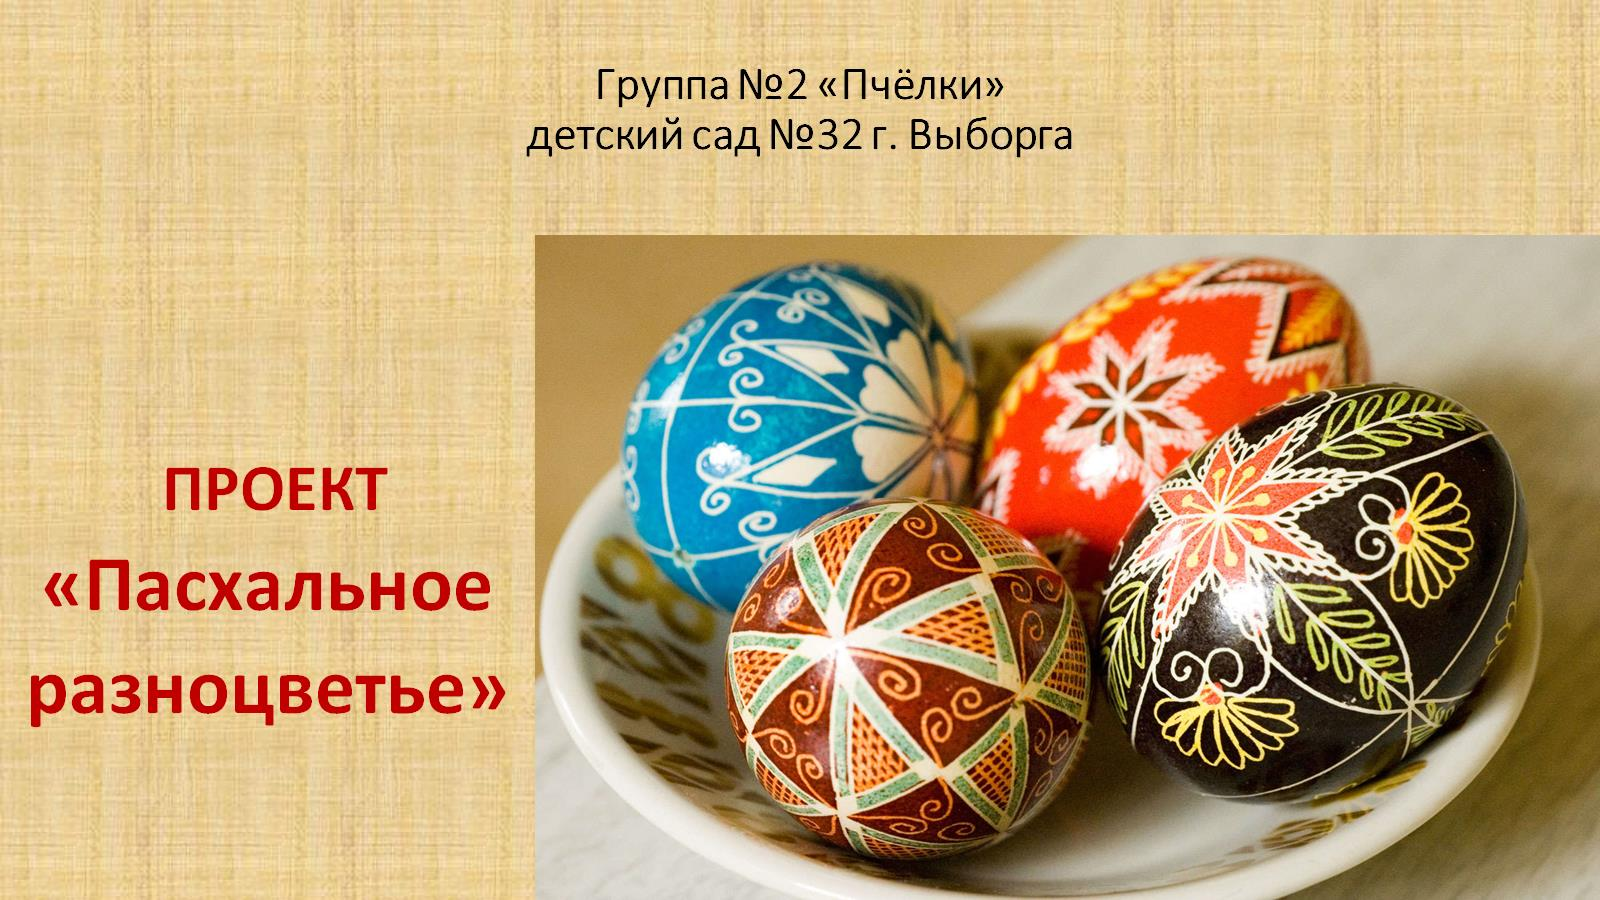 Группа №2 «Пчёлки»
детский сад №32 г. Выборга
ПРОЕКТ
«Пасхальное
разноцветье»